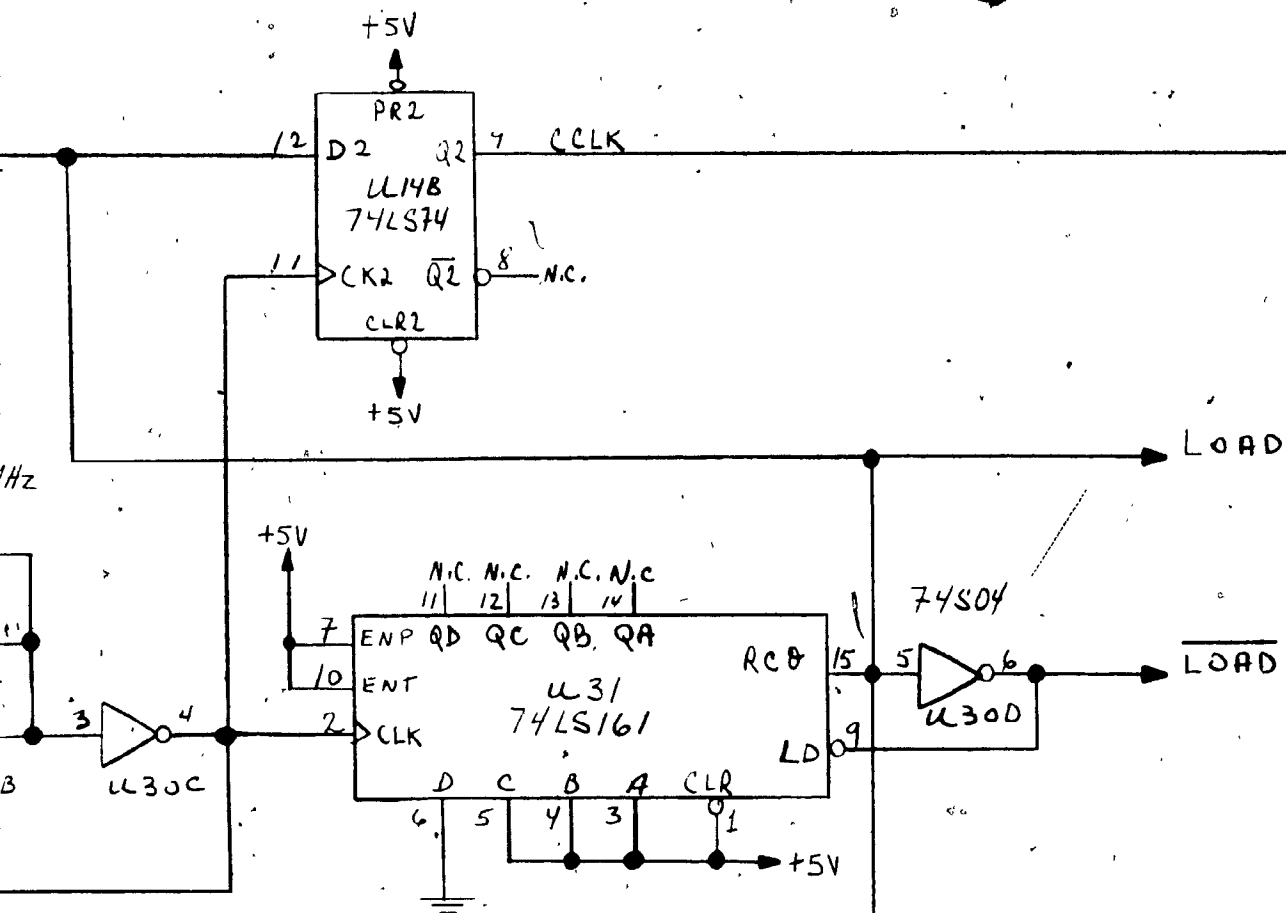 +5V
PR2
12 D2 Q2 CCLK
U14B
74LS74
11 CK2 Q2 8 N.C.
CLR2
+5V
LOAD
+5V
N.C. N.C. N.C. N.C
11 12 13 14
74S04
7 ENP QD QC QB QA
RCO 15 5 6 LOAD
10 ENT
U31
U30D
3 4 2 CLK 74LS161
LD 9
B U30C
D C B A CLR
6 5 4 3 1
+5V